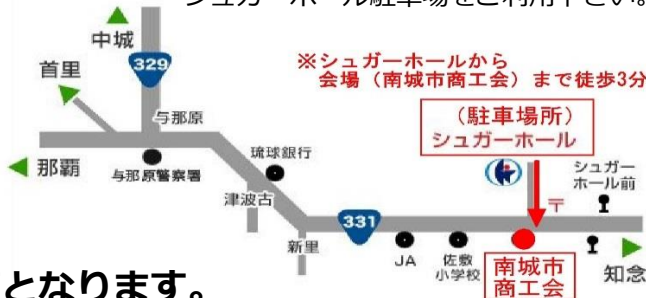 シュガーホール駐車場をご利用下さい。
中城
329
※シュガーホールから
会場（南城市商工会）まで徒歩3分
首里
与那原
（駐車場所）
シュガーホール
琉球銀行
シュガー
ホール前
那覇
与那原警察署
〒
津波古
331
新里
JA
佐敷
小学校
南城市
商工会
知念
となります。